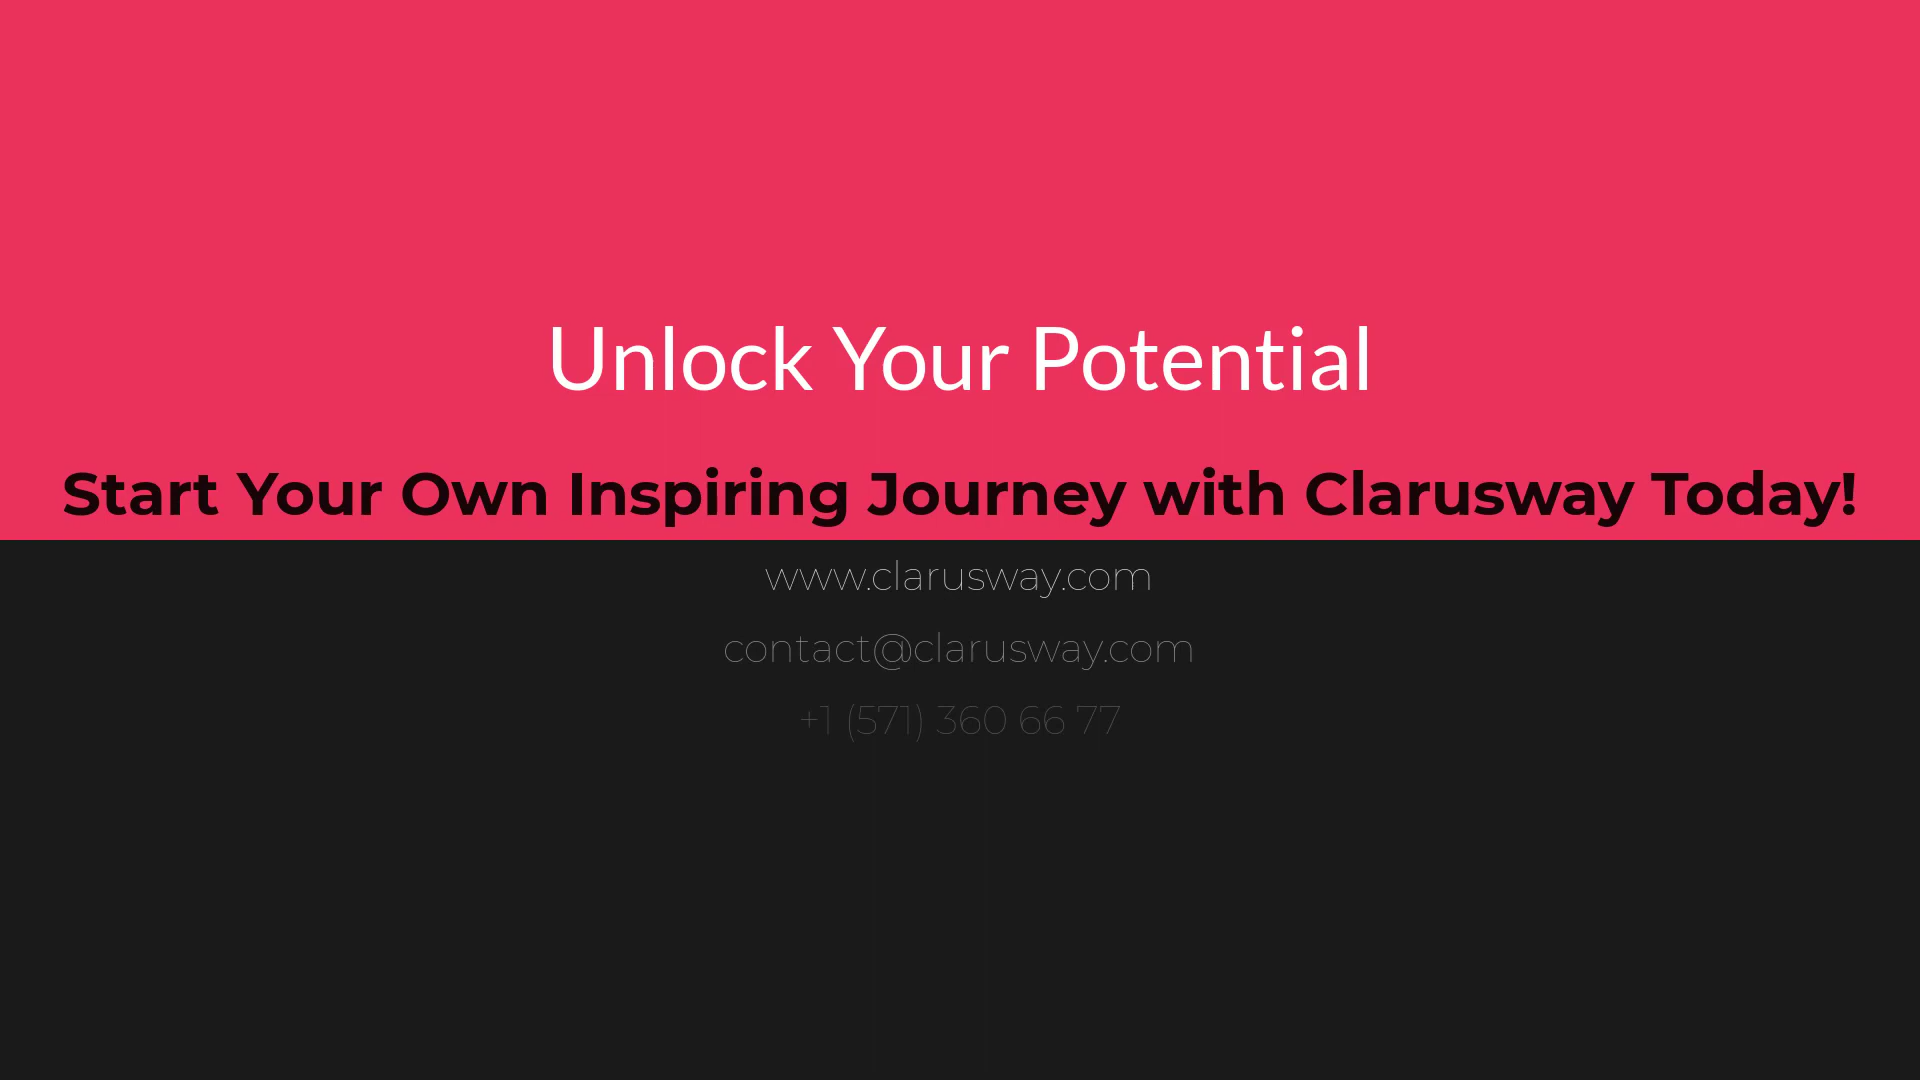 Unlock Your Potential
Start Your Own Inspiring Journey with Clarusway Today!
www.clarusway.com
contact@clarusway.com
+1 (571) 360 66 77